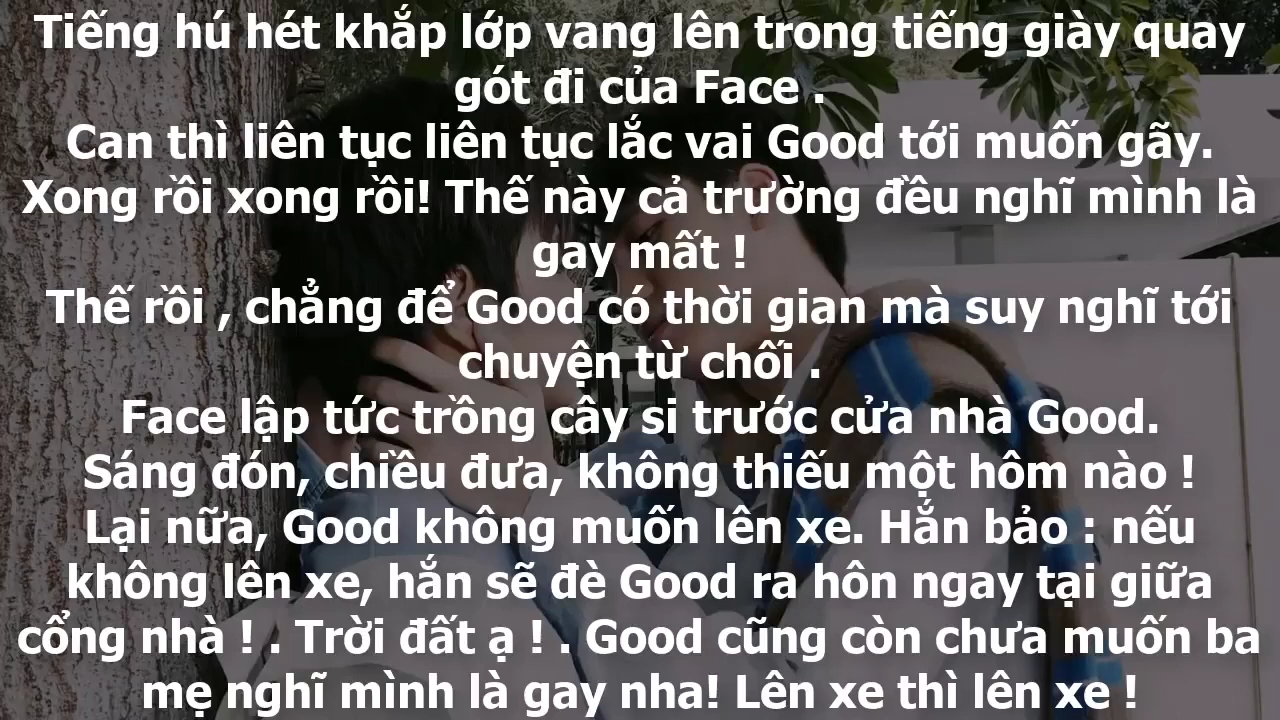 Tiếng hú hét khắp lớp vang lên trong tiếng giày quay
gót đi của Face .
Can thì liên tục liên tục lắc vai Good tới muốn gãy.
Xong rồi xong rồi! Thế này cả trường đều nghĩ mình là
gay mất !
Thế rồi , chẳng để Good có thời gian mà suy nghĩ tới
chuyện từ chối .
Face lập tức trồng cây si trước cửa nhà Good.
Sáng đón, chiều đưa, không thiếu một hôm nào !
Lại nữa, Good không muốn lên xe. Hắn bảo : nếu
không lên xe, hắn sẽ đè Good ra hôn ngay tại giữa
cổng nhà ! . Trời đất ạ ! . Good cũng còn chưa muốn ba
mẹ nghĩ mình là gay nha! Lên xe thì lên xe !